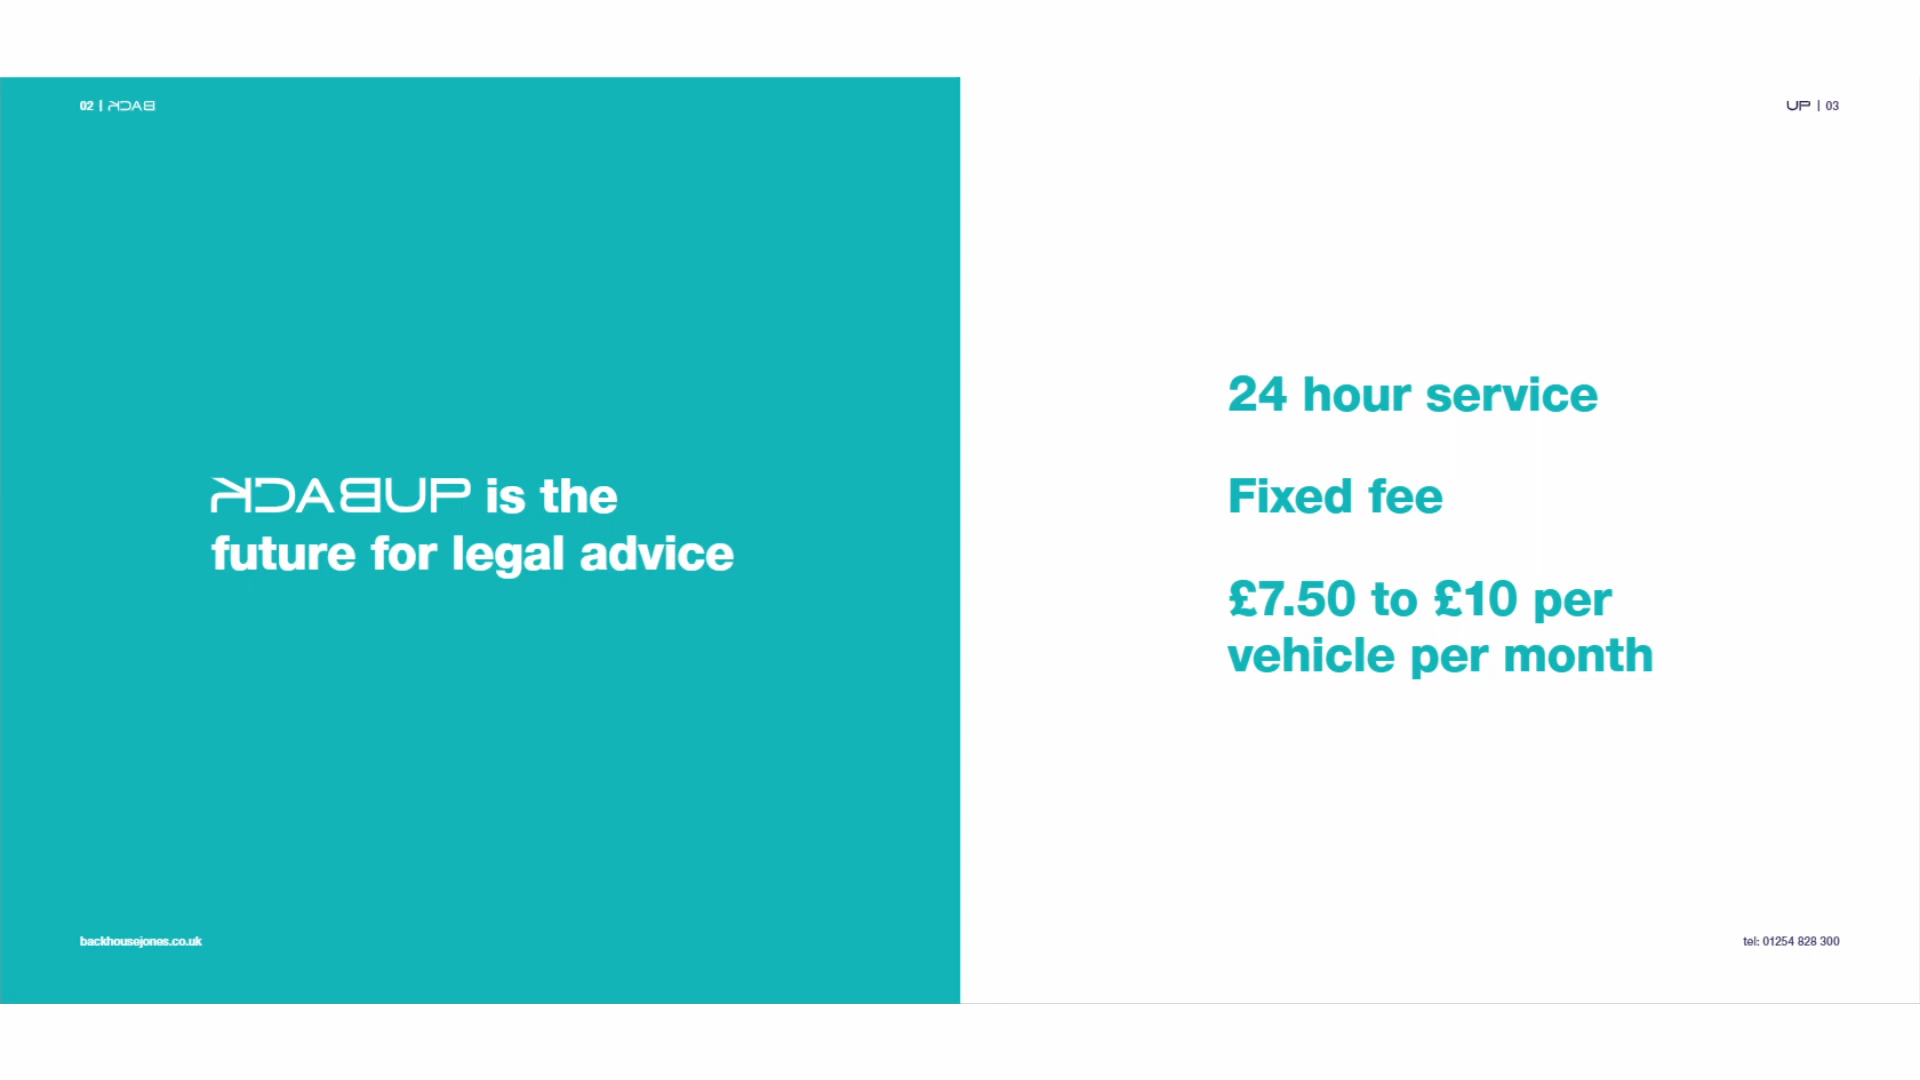 02 | BACK
BACKUP is the
future for legal advice
backhousejones.co.uk
UP | 03
24 hour service
Fixed fee
£7.50 to £10 per
vehicle per month
tel: 01254 828 300